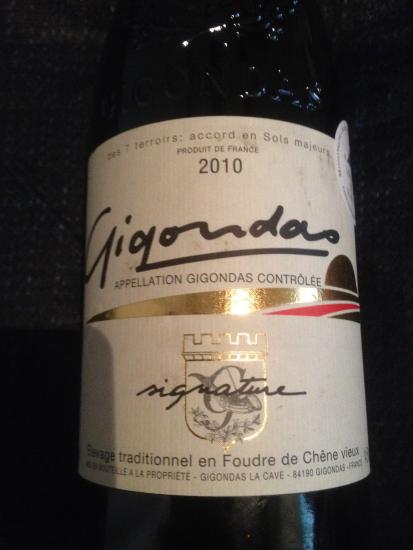 des 7 terroirs: accord en Sols majeurs
PRODUIT DE FRANCE
2010
Gigondas
APPELLATION GIGONDAS CONTRÔLÉE
signature
Elevage traditionnel en Foudre de Chêne vieux
MIS EN BOUTEILLE A LA PROPRIÉTÉ - GIGONDAS LA CAVE - 84190 GIGONDAS - FRANCE